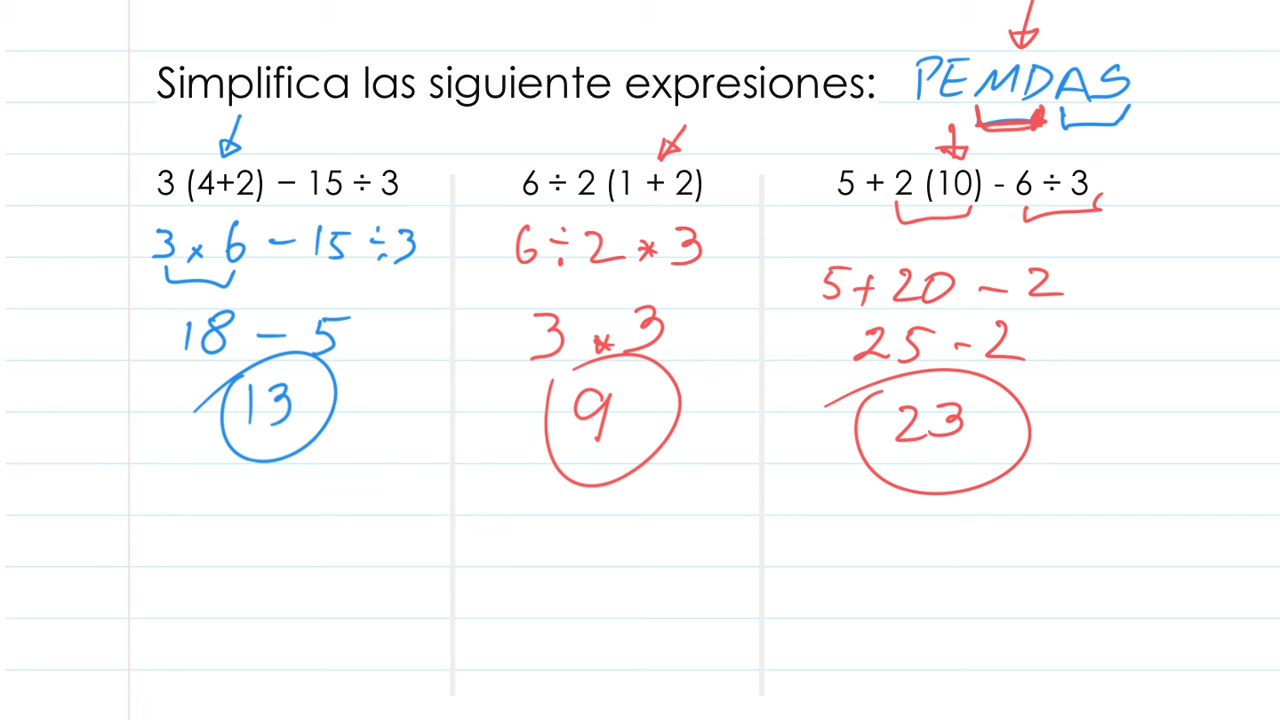 Simplifica las siguiente expresiones: PEMDAS
3 (4+2) – 15 ÷ 3
3 × 6 – 15 ÷ 3
18 – 5
13
6 ÷ 2 (1 + 2)
6 ÷ 2 * 3
3 * 3
9
5 + 2 (10) - 6 ÷ 3
5 + 20 – 2
25 - 2
23